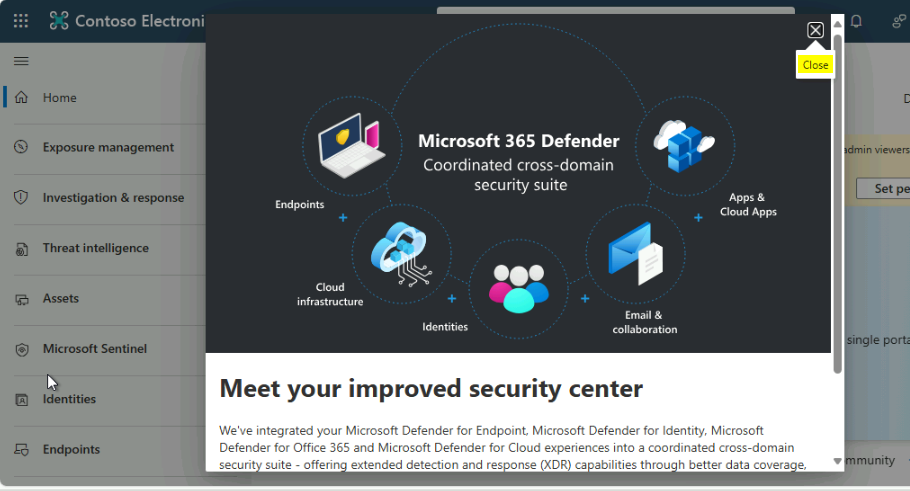 Contoso Electroni
Close
Home
Exposure management
Investigation & response
Threat intelligence
Assets
Microsoft Sentinel
Identities
Endpoints
Microsoft 365 Defender
Coordinated cross-domain
security suite
Endpoints
Apps &
Cloud Apps
Cloud
infrastructure
Identities
Email &
collaboration
Meet your improved security center
We've integrated your Microsoft Defender for Endpoint, Microsoft Defender for Identity, Microsoft
Defender for Office 365 and Microsoft Defender for Cloud experiences into a coordinated cross-domain
security suite - offering extended detection and response (XDR) capabilities through better data coverage,
D
admin viewers
Set pe
single porta
mmunity